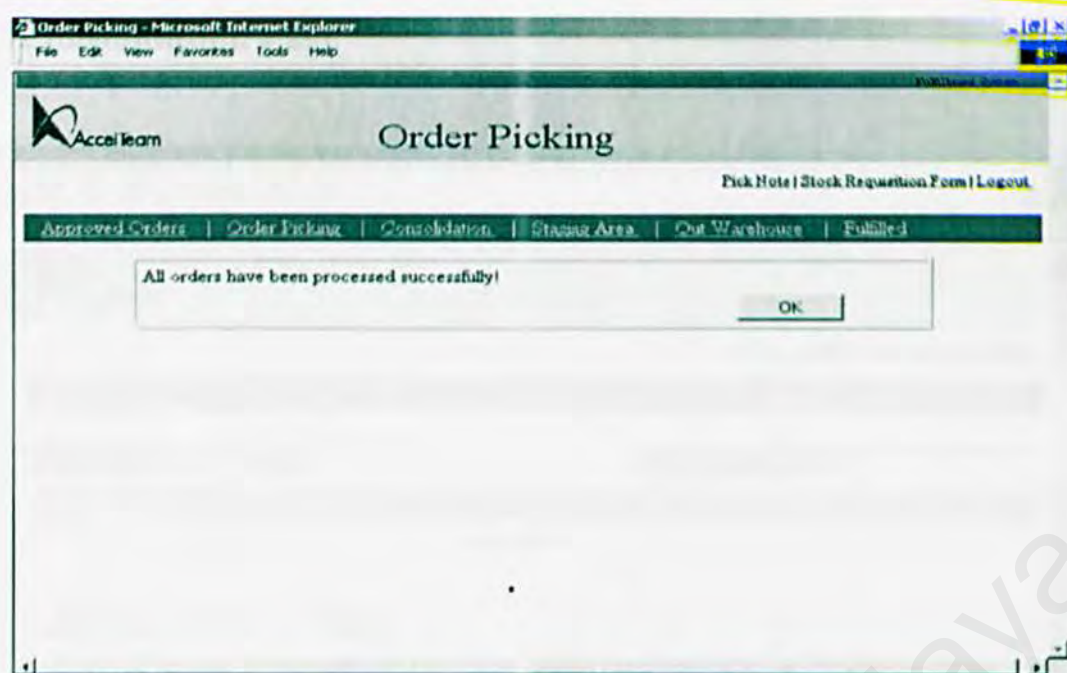 Order Picking - Microsoft Internet Explorer
File Edit View Favorites Tools Help
AccelTeam
Order Picking
Pick Note | Stock Requisition Form | Logout
Approved Orders | Order Picking | Consolidation | Staging Area | Out Warehouse | Fulfilled
All orders have been processed successfully!
OK